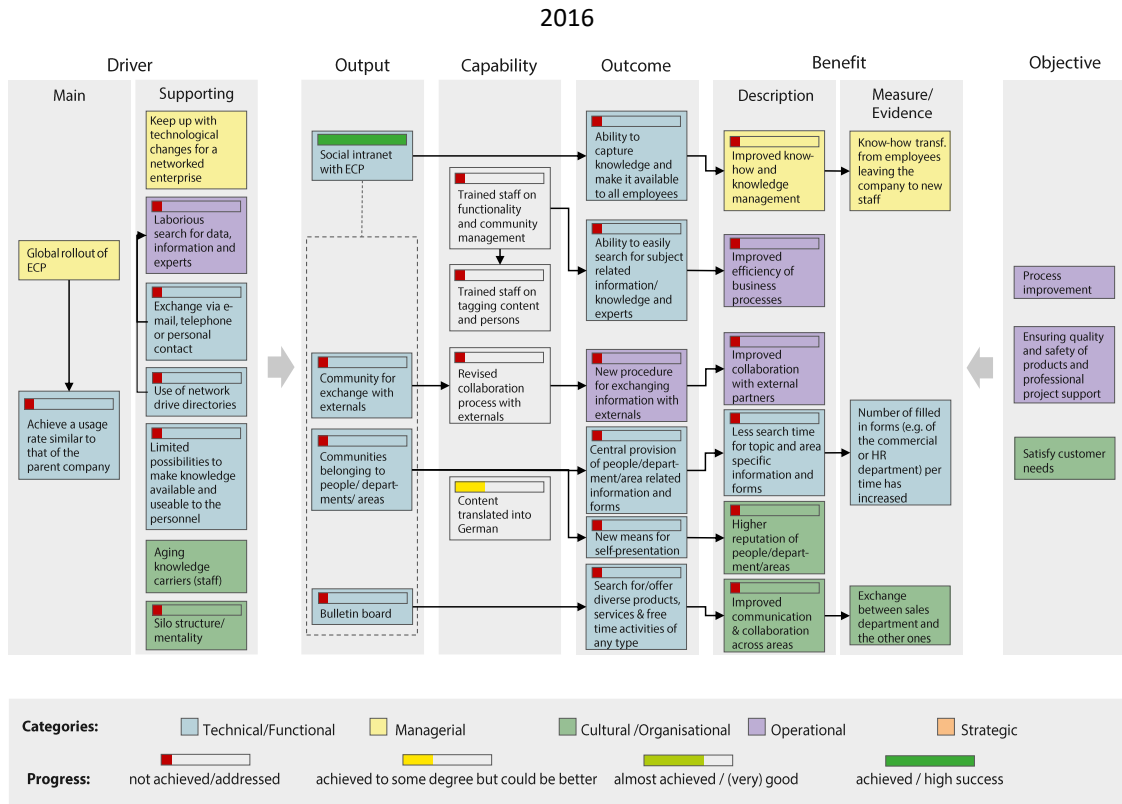 2016
Driver
Output
Capability
Outcome
Benefit
Objective
Main
Supporting
Description
Measure/
Evidence
Global rollout of
ECP
Achieve a usage
rate similar to
that of the
parent company
Keep up with
technological
changes for a
networked
enterprise
Laborious
search for data,
information and
experts
Exchange via e-
mail, telephone
or personal
contact
Use of network
drive directories
Limited
possibilities to
make knowledge
available and
useable to the
personnel
Aging
knowledge
carriers (staff)
Silo structure/
mentality
Social intranet
with ECP
Community for
exchange with
externals
Communities
belonging to
people/ depart-
ments/ areas
Bulletin board
Trained staff on
functionality
and community
management
Trained staff on
tagging content
and persons
Revised
collaboration
process with
externals
Content
translated into
German
Ability to
capture
knowledge and
make it available
to all employees
Ability to easily
search for subject
related
information/
knowledge and
experts
New procedure
for exchanging
information with
externals
Central provision
of people/depart-
ment/area related
information and
forms
New means for
self-presentation
Search for/offer
diverse products,
services & free
time activities of
any type
Improved know-
how and
knowledge
management
Improved
efficiency of
business
processes
Improved
collaboration
with external
partners
Less search time
for topic and area
specific
information and
forms
Higher
reputation of
people/depart-
ment/areas
Improved
communication
& collaboration
across areas
Know-how transf.
from employees
leaving the
company to new
staff
Number of filled
in forms (e.g. of
the commercial
or HR
department) per
time has
increased
Exchange
between sales
department and
the other ones
Process
improvement
Ensuring quality
and safety of
products and
professional
project support
Satisfy customer
needs
Categories:
Technical/Functional
Managerial
Cultural /Organisational
Operational
Strategic
Progress:
not achieved/addressed
achieved to some degree but could be better
almost achieved / (very) good
achieved / high success